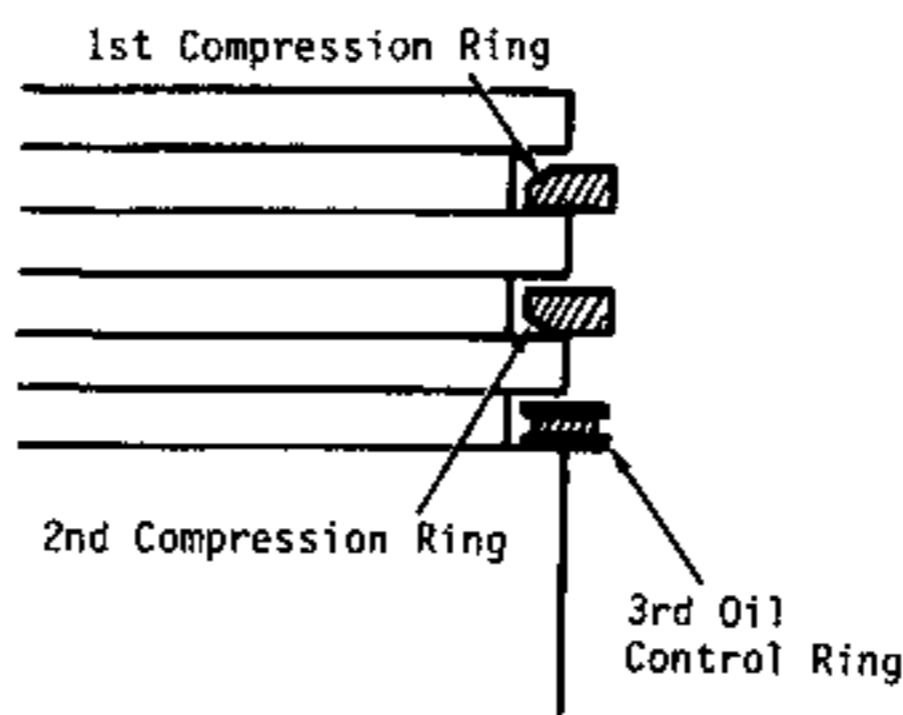 1st Compression Ring
2nd Compression Ring
3rd Oil
Control Ring